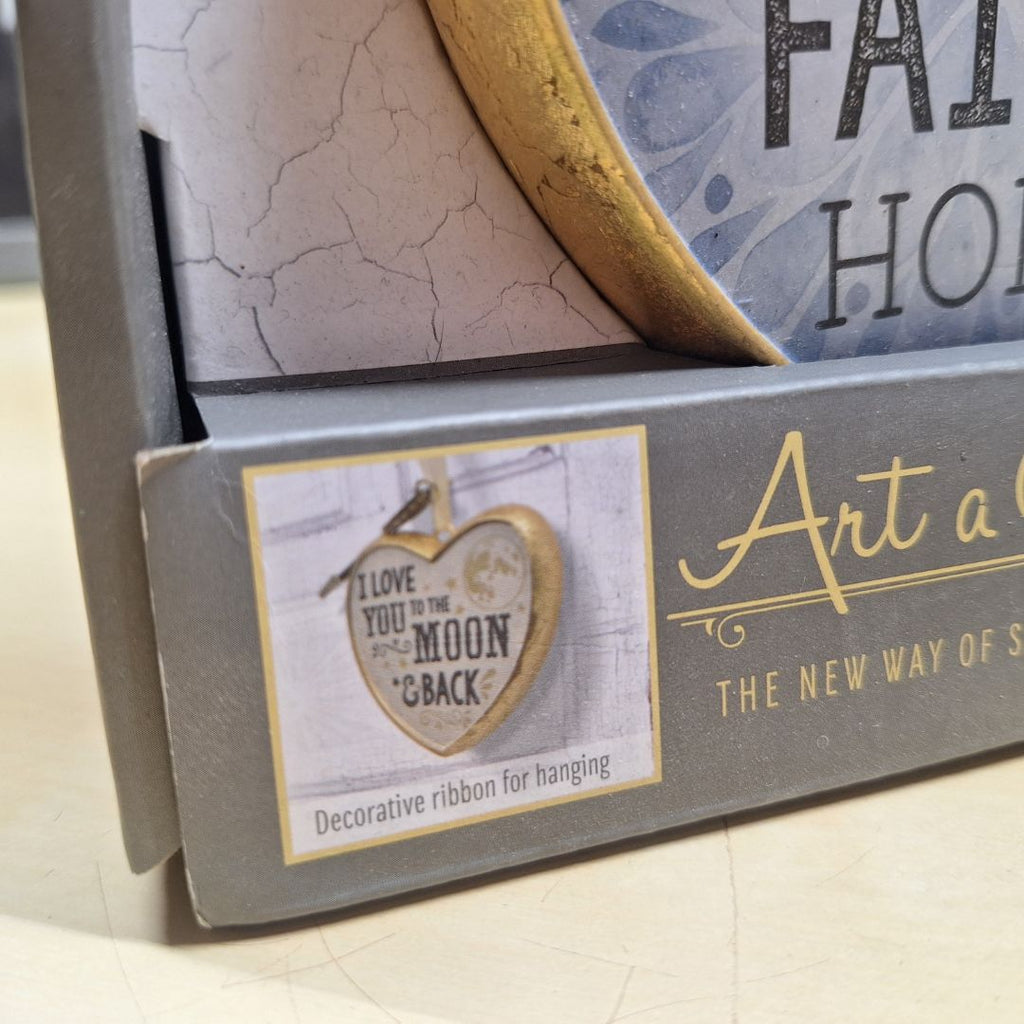 FAI
HO
Art a
THE NEW WAY OF S
I LOVE
YOU TO THE
MOON
& BACK
Decorative ribbon for hanging